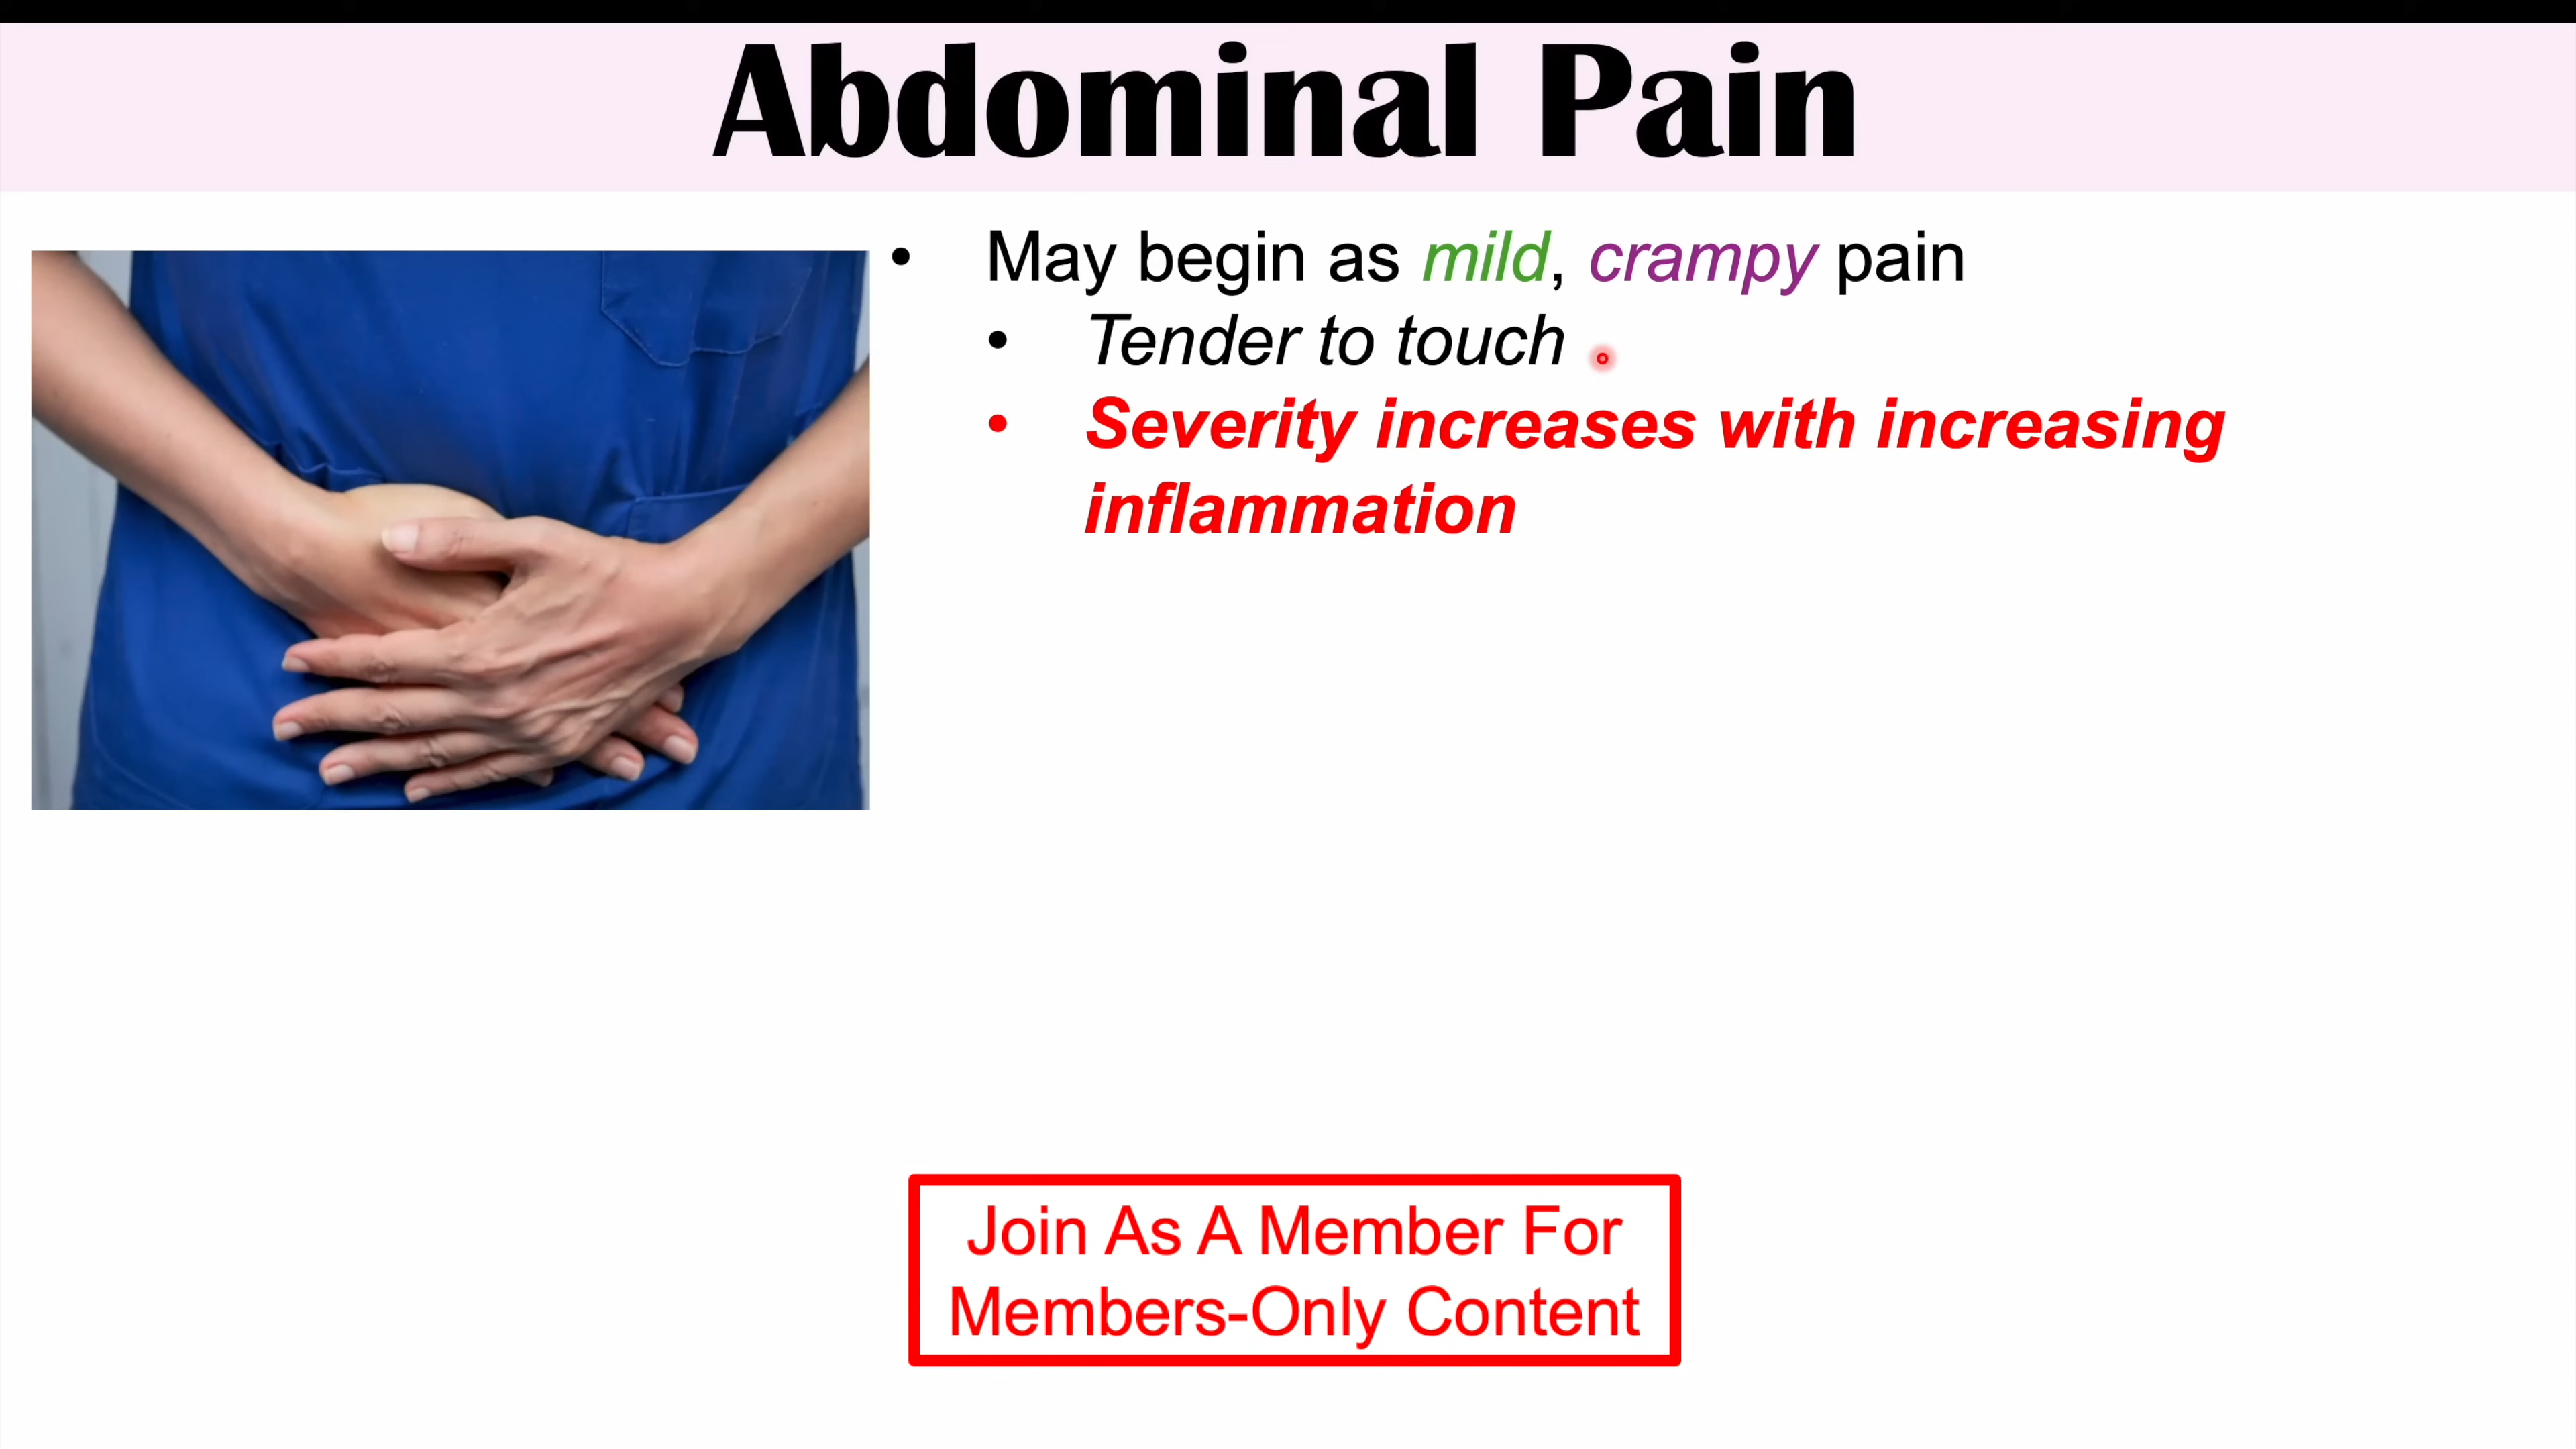 Abdominal Pain
• May begin as mild, crampy pain
• Tender to touch
• Severity increases with increasing
inflammation
Join As A Member For
Members-Only Content